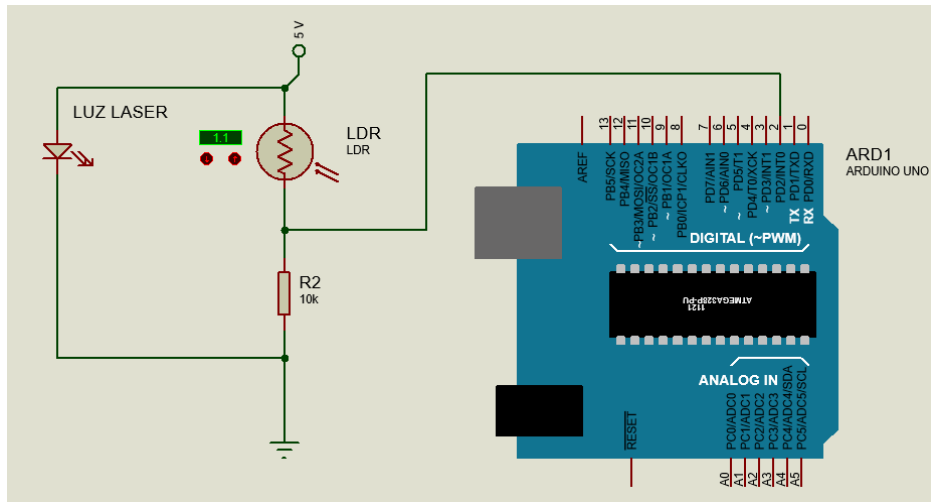 5 V
LUZ LASER
1.1
LDR
LDR
R2
10k
ARD1
ARDUINO UNO
AREF
13
12
11
10
9
8
7
6
5
4
3
2
1
0
PB5/SCK
PB4/MISO
~ PB3/MOSI/OC2A
~ PB2/SS/OC1B
~ PB1/OC1A
PB0/ICP1/CLKO
PD7/AIN1
~ PD6/AIN0
~ PD5/T1
PD4/T0/XCK
~ PD3/INT1
PD2/INT0
TX PD1/TXD
RX PD0/RXD
DIGITAL (~PWM)
ATMEGA328P-PU
1121
ANALOG IN
RESET
PC0/ADC0
PC1/ADC1
PC2/ADC2
PC3/ADC3
PC4/ADC4/SDA
PC5/ADC5/SCL
A0
A1
A2
A3
A4
A5